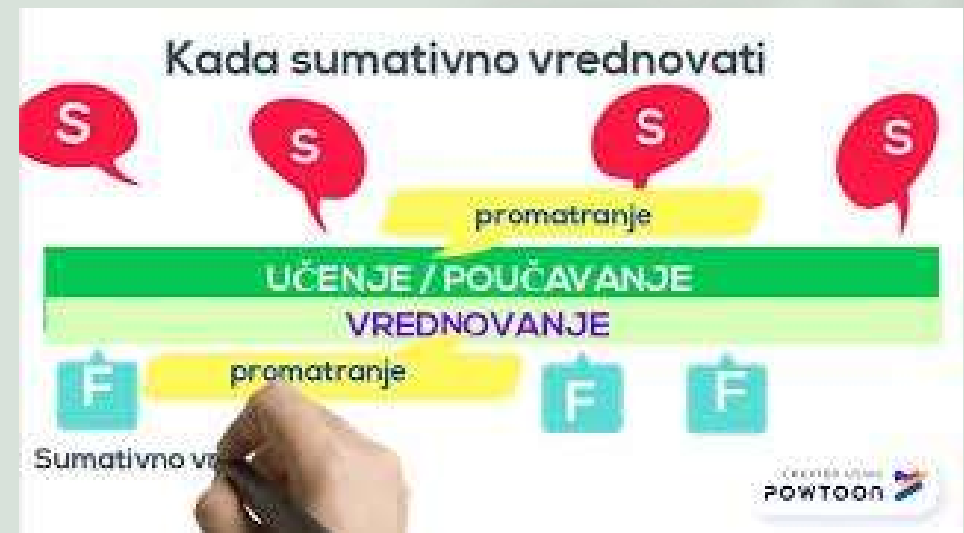 Kada sumativno vrednovati
S
S
S
S
promatranje
UČENJE / POUČAVANJE
VREDNOVANJE
F
promatranje
F
F
Sumativno
CREATED USING
POWTOON